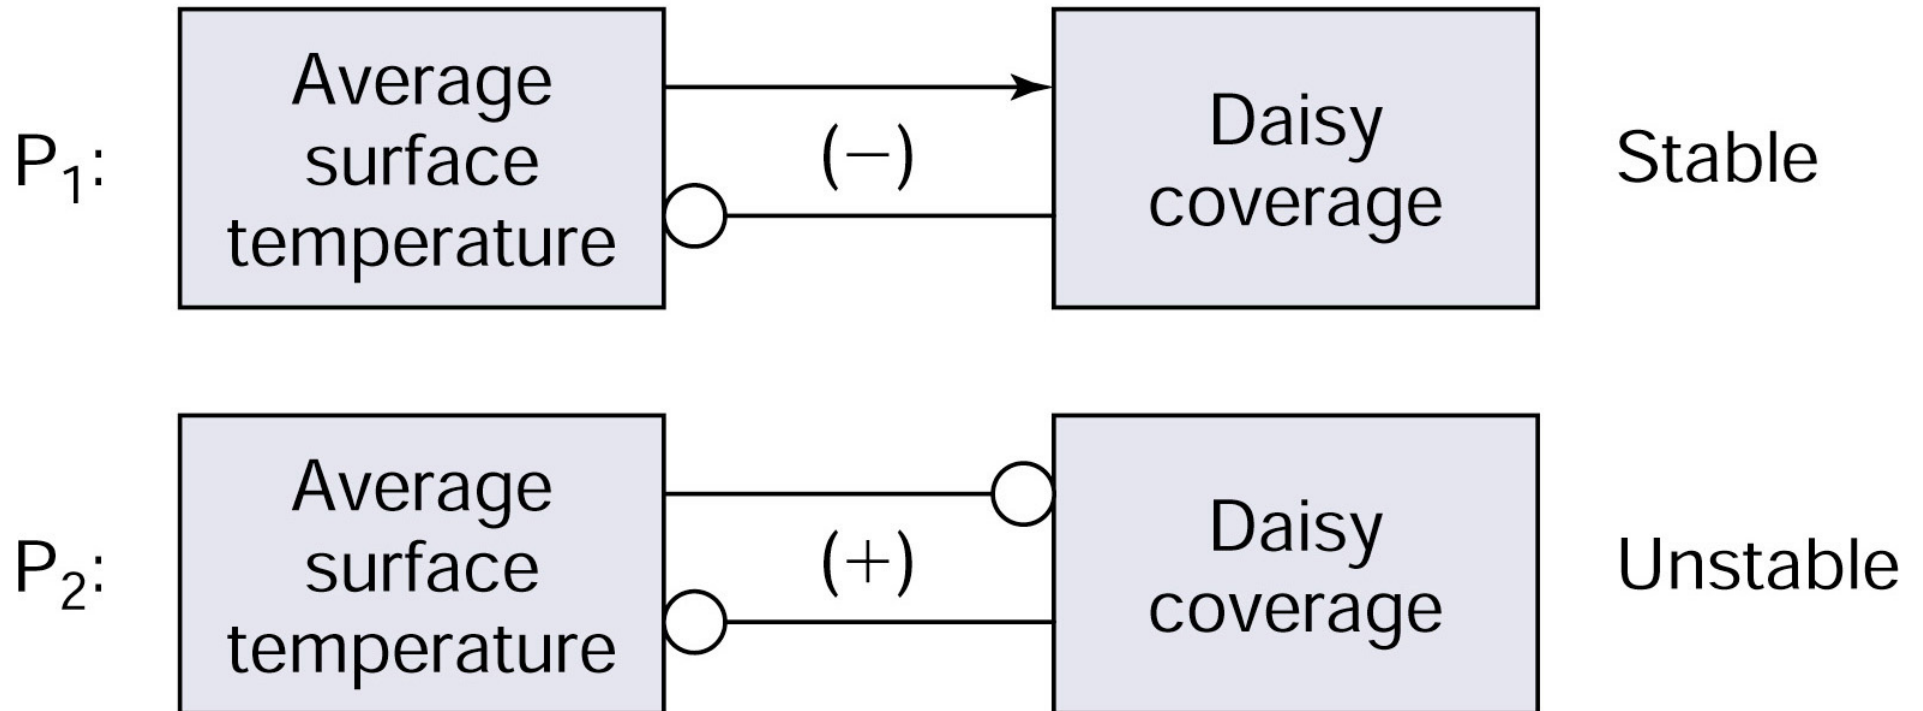 P₁:
Average
surface
temperature
(−)
Daisy
coverage
Stable
P₂:
Average
surface
temperature
(+)
Daisy
coverage
Unstable